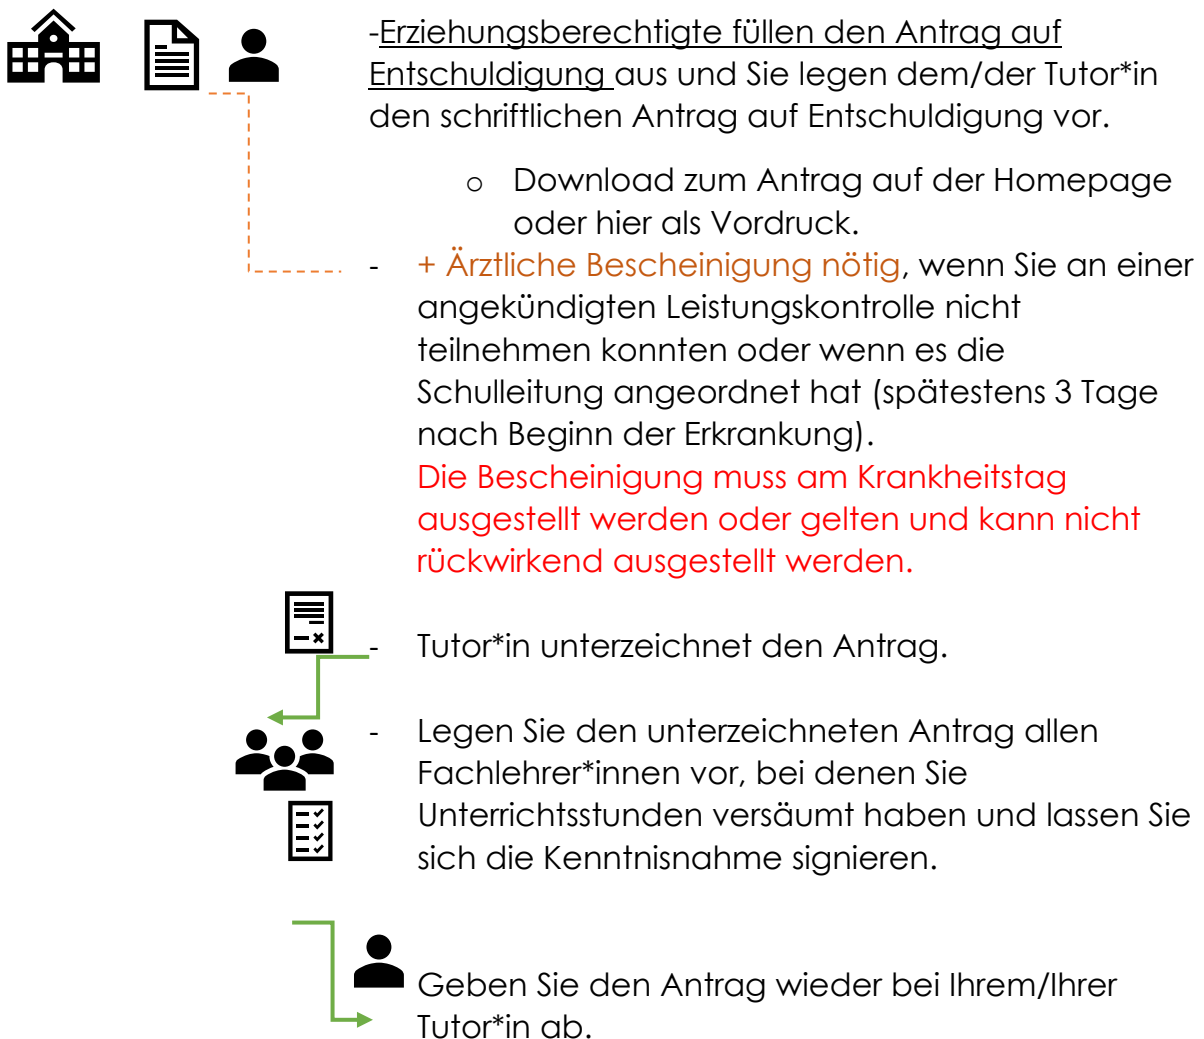 -Erziehungsberechtigte füllen den Antrag auf
Entschuldigung aus und Sie legen dem/der Tutor*in
den schriftlichen Antrag auf Entschuldigung vor.
o Download zum Antrag auf der Homepage
oder hier als Vordruck.
- + Ärztliche Bescheinigung nötig, wenn Sie an einer
angekündigten Leistungskontrolle nicht
teilnehmen konnten oder wenn es die
Schulleitung angeordnet hat (spätestens 3 Tage
nach Beginn der Erkrankung).
Die Bescheinigung muss am Krankheitstag
ausgestellt werden oder gelten und kann nicht
rückwirkend ausgestellt werden.
- Tutor*in unterzeichnet den Antrag.
- Legen Sie den unterzeichneten Antrag allen
Fachlehrer*innen vor, bei denen Sie
Unterrichtsstunden versäumt haben und lassen Sie
sich die Kenntnisnahme signieren.
Geben Sie den Antrag wieder bei Ihrem/Ihrer
Tutor*in ab.